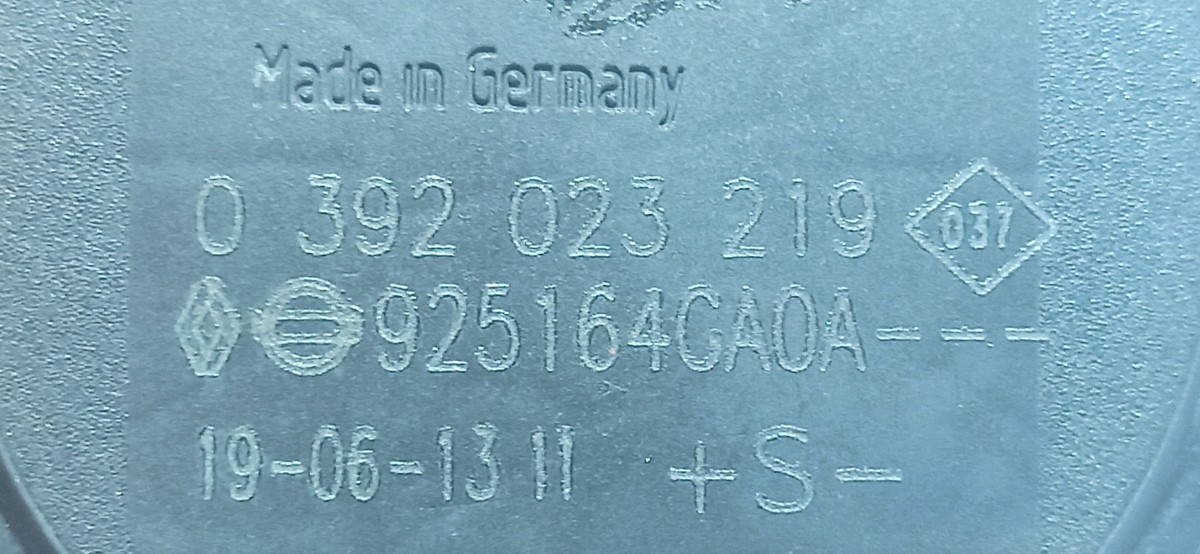 Made in Germany
0 392 023 219 037
925164GA0A---
19-06-13 11 +S-